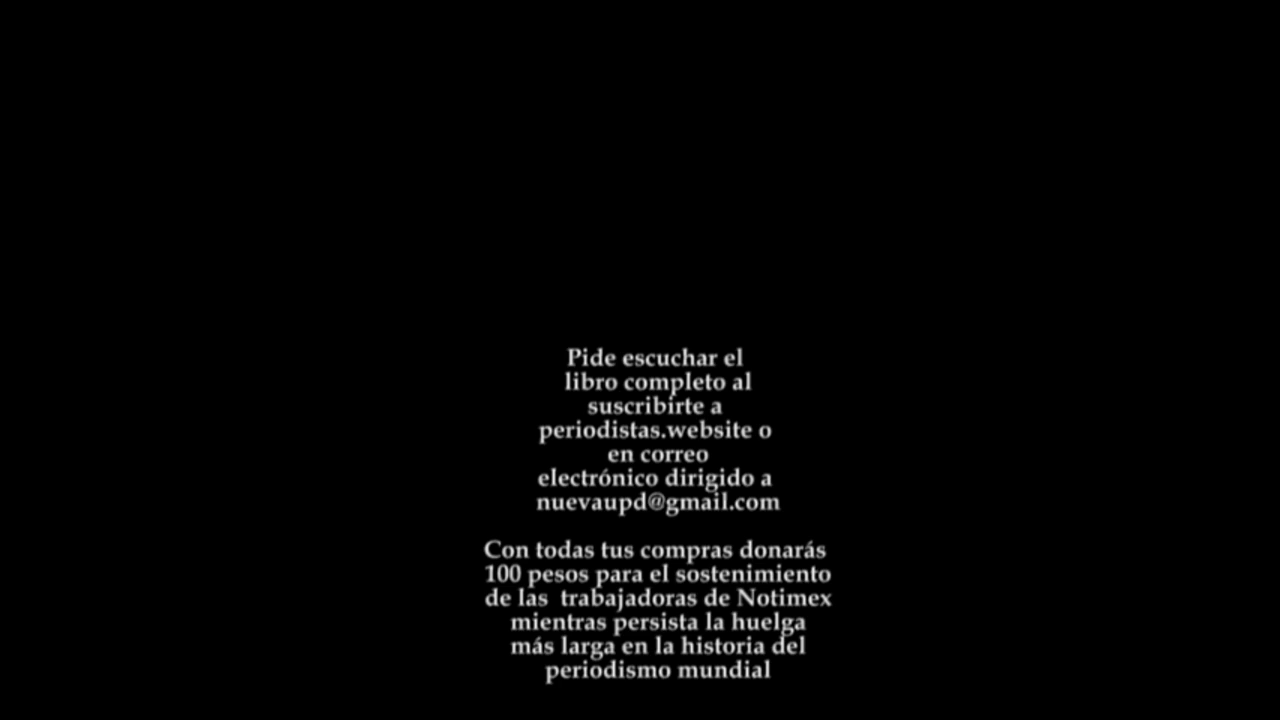 Pide escuchar el
libro completo al
suscribirte a
periodistas.website o
en correo
electrónico dirigido a
nuevaupd@gmail.com
Con todas tus compras donarás
100 pesos para el sostenimiento
de las  trabajadoras de Notimex
mientras persista la huelga
más larga en la historia del
periodismo mundial